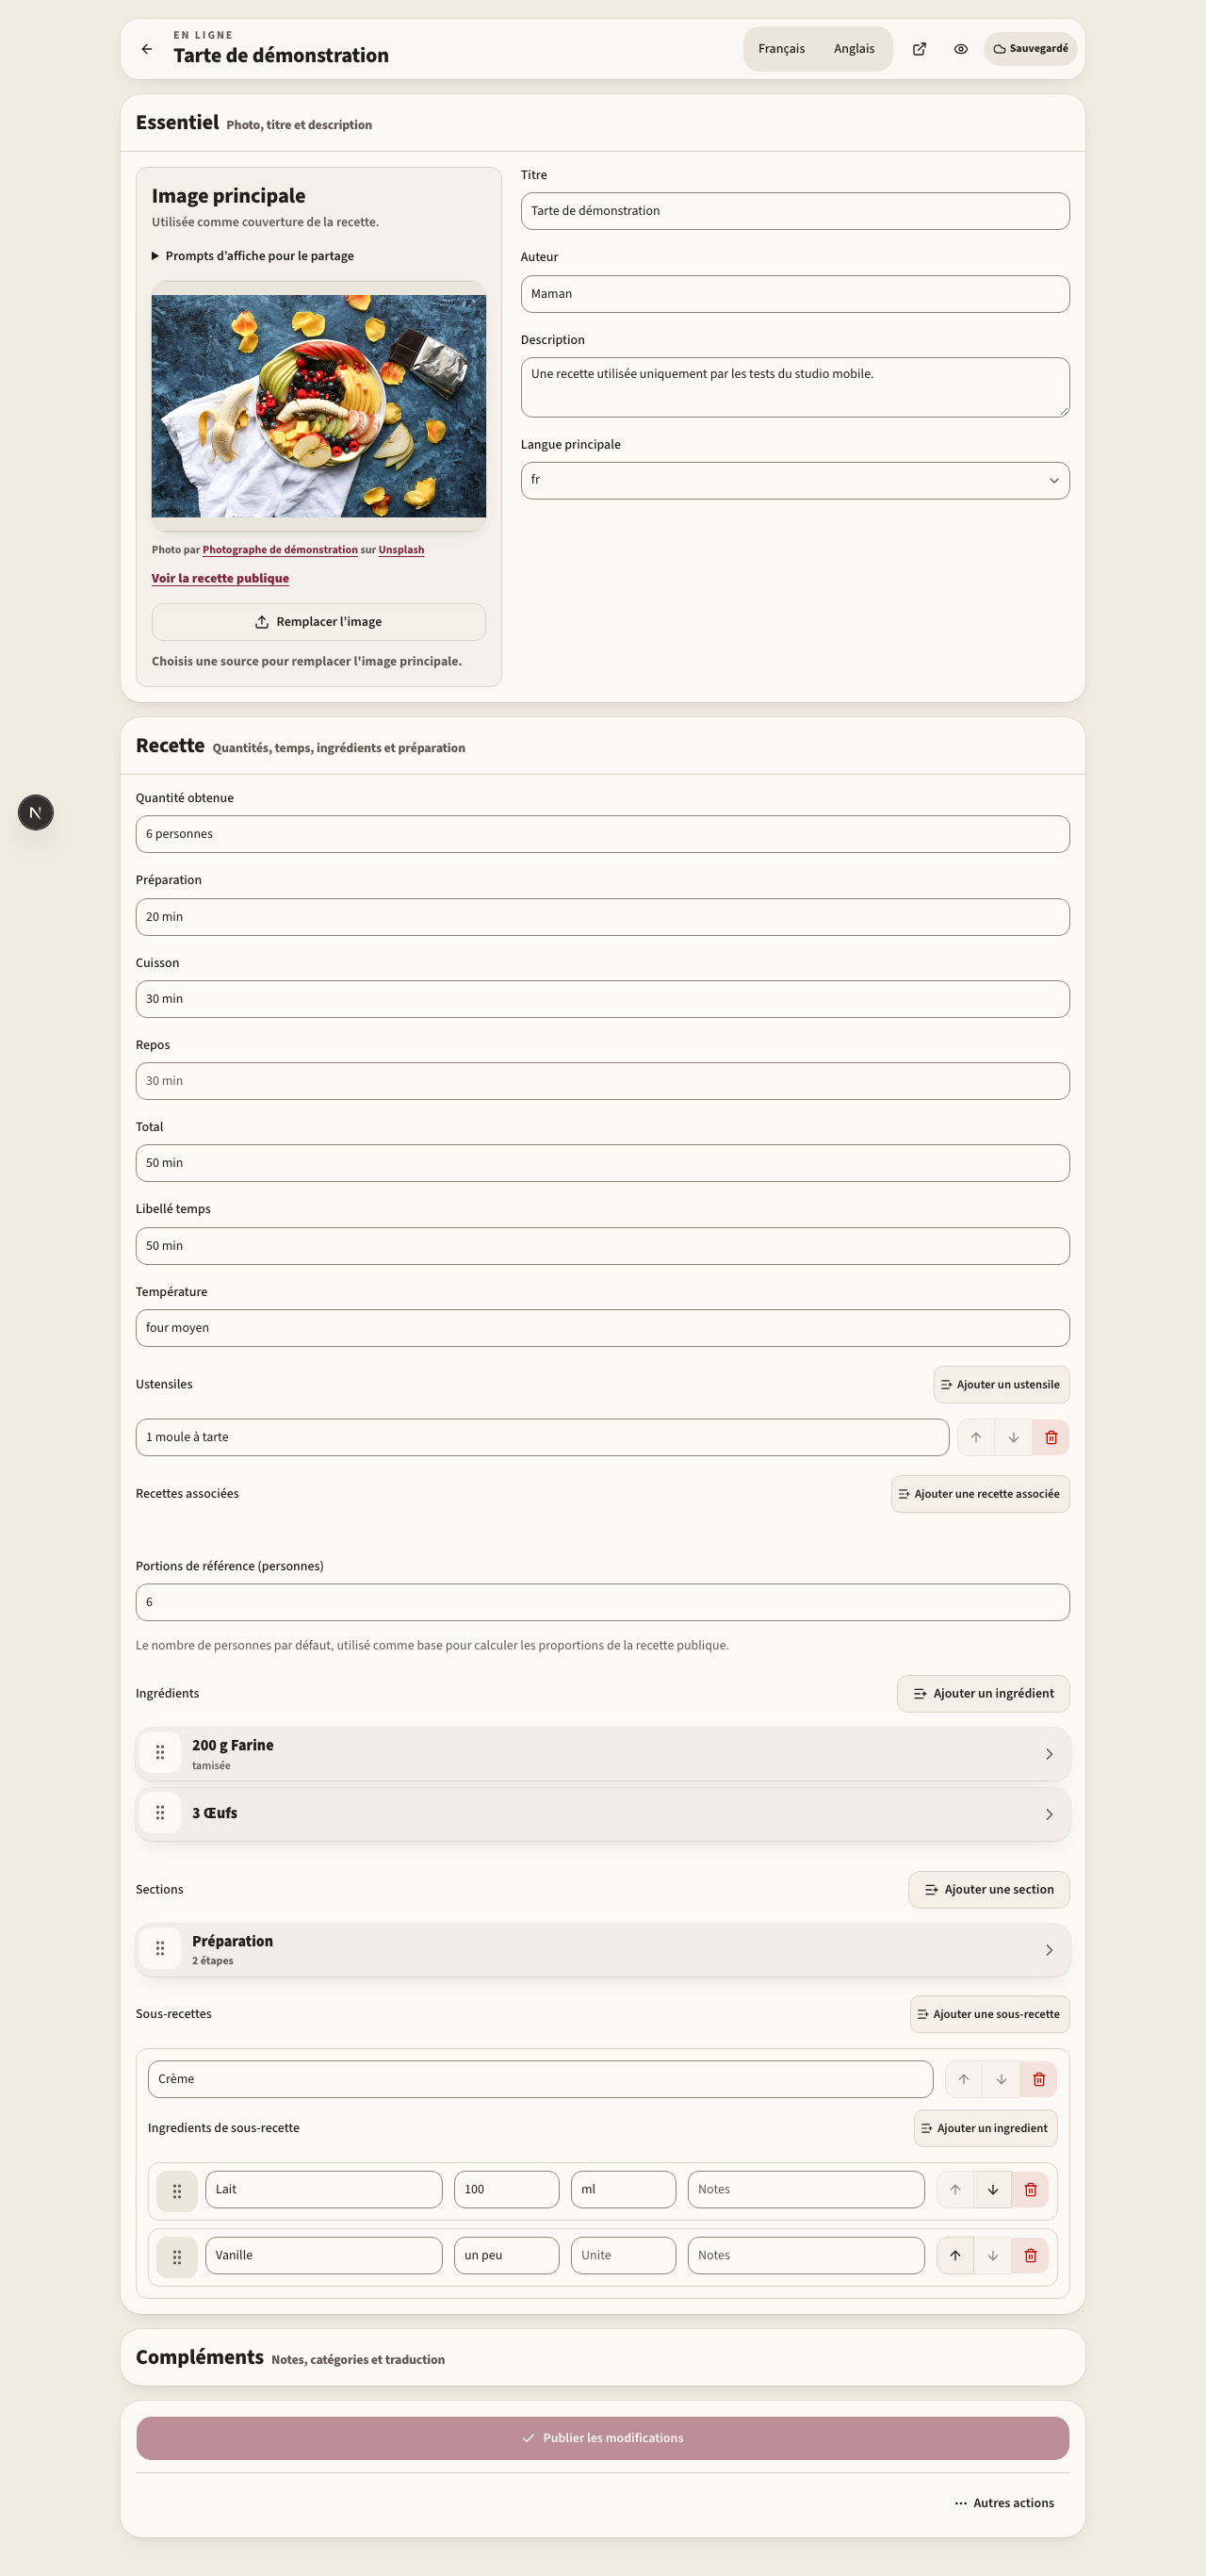 EN LIGNE
Tarte de démonstration
Français
Anglais
Sauvegardé
Essentiel Photo, titre et description
Image principale
Utilisée comme couverture de la recette.
Prompts d’affiche pour le partage
Photo par Photographe de démonstration sur Unsplash
Voir la recette publique
Remplacer l’image
Choisis une source pour remplacer l'image principale.
Titre
Tarte de démonstration
Auteur
Maman
Description
Une recette utilisée uniquement par les tests du studio mobile.
Langue principale
fr
Recette Quantités, temps, ingrédients et préparation
Quantité obtenue
6 personnes
N
Préparation
20 min
Cuisson
30 min
Repos
30 min
Total
50 min
Libellé temps
50 min
Température
four moyen
Ustensiles
Ajouter un ustensile
1 moule à tarte
Recettes associées
Ajouter une recette associée
Portions de référence (personnes)
6
Le nombre de personnes par défaut, utilisé comme base pour calculer les proportions de la recette publique.
Ingrédients
Ajouter un ingrédient
200 g Farine
tamisée
3 Œufs
Sections
Ajouter une section
Préparation
2 étapes
Sous-recettes
Ajouter une sous-recette
Crème
Ingredients de sous-recette
Ajouter un ingredient
Lait 100 ml Notes
Vanille un peu Unite Notes
Compléments Notes, catégories et traduction
Publier les modifications
Autres actions